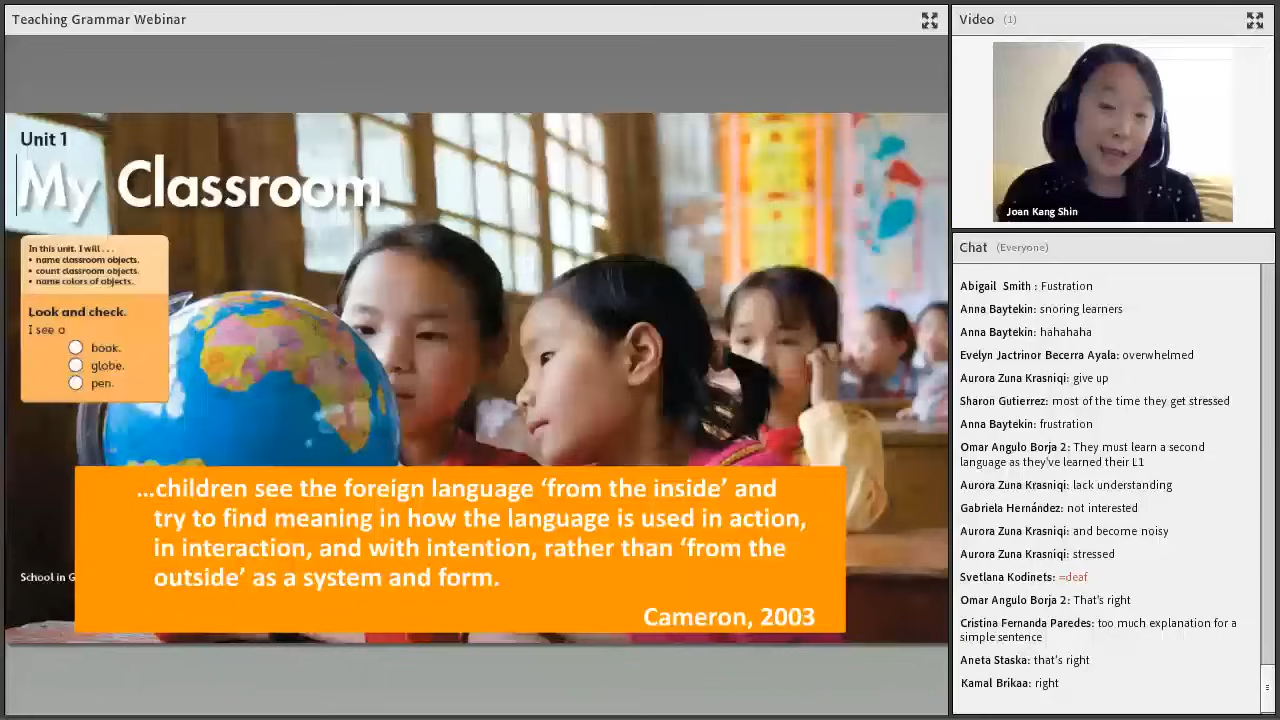 Teaching Grammar Webinar
Unit 1
My Classroom
In this unit. I will . . .
• name classroom objects.
• count classroom objects.
• name colors of objects.
Look and check.
I see a
book.
globe.
pen.
...children see the foreign language ‘from the inside’ and
try to find meaning in how the language is used in action,
in interaction, and with intention, rather than ‘from the
outside’ as a system and form.
Cameron, 2003
School in G
Video (1)
Joan Kang Shin
Chat (Everyone)
Abigail Smith : Fustration
Anna Baytekin: snoring learners
Anna Baytekin: hahahaha
Evelyn Jactrinor Becerra Ayala: overwhelmed
Aurora Zuna Krasniqi: give up
Sharon Gutierrez: most of the time they get stressed
Anna Baytekin: frustration
Omar Angulo Borja 2: They must learn a second
language as they've learned their L1
Aurora Zuna Krasniqi: lack understanding
Gabriela Hernández: not interested
Aurora Zuna Krasniqi: and become noisy
Aurora Zuna Krasniqi: stressed
Svetlana Kodinets: =deaf
Omar Angulo Borja 2: That's right
Cristina Fernanda Paredes: too much explanation for a
simple sentence
Aneta Staska: that's right
Kamal Brikaa: right